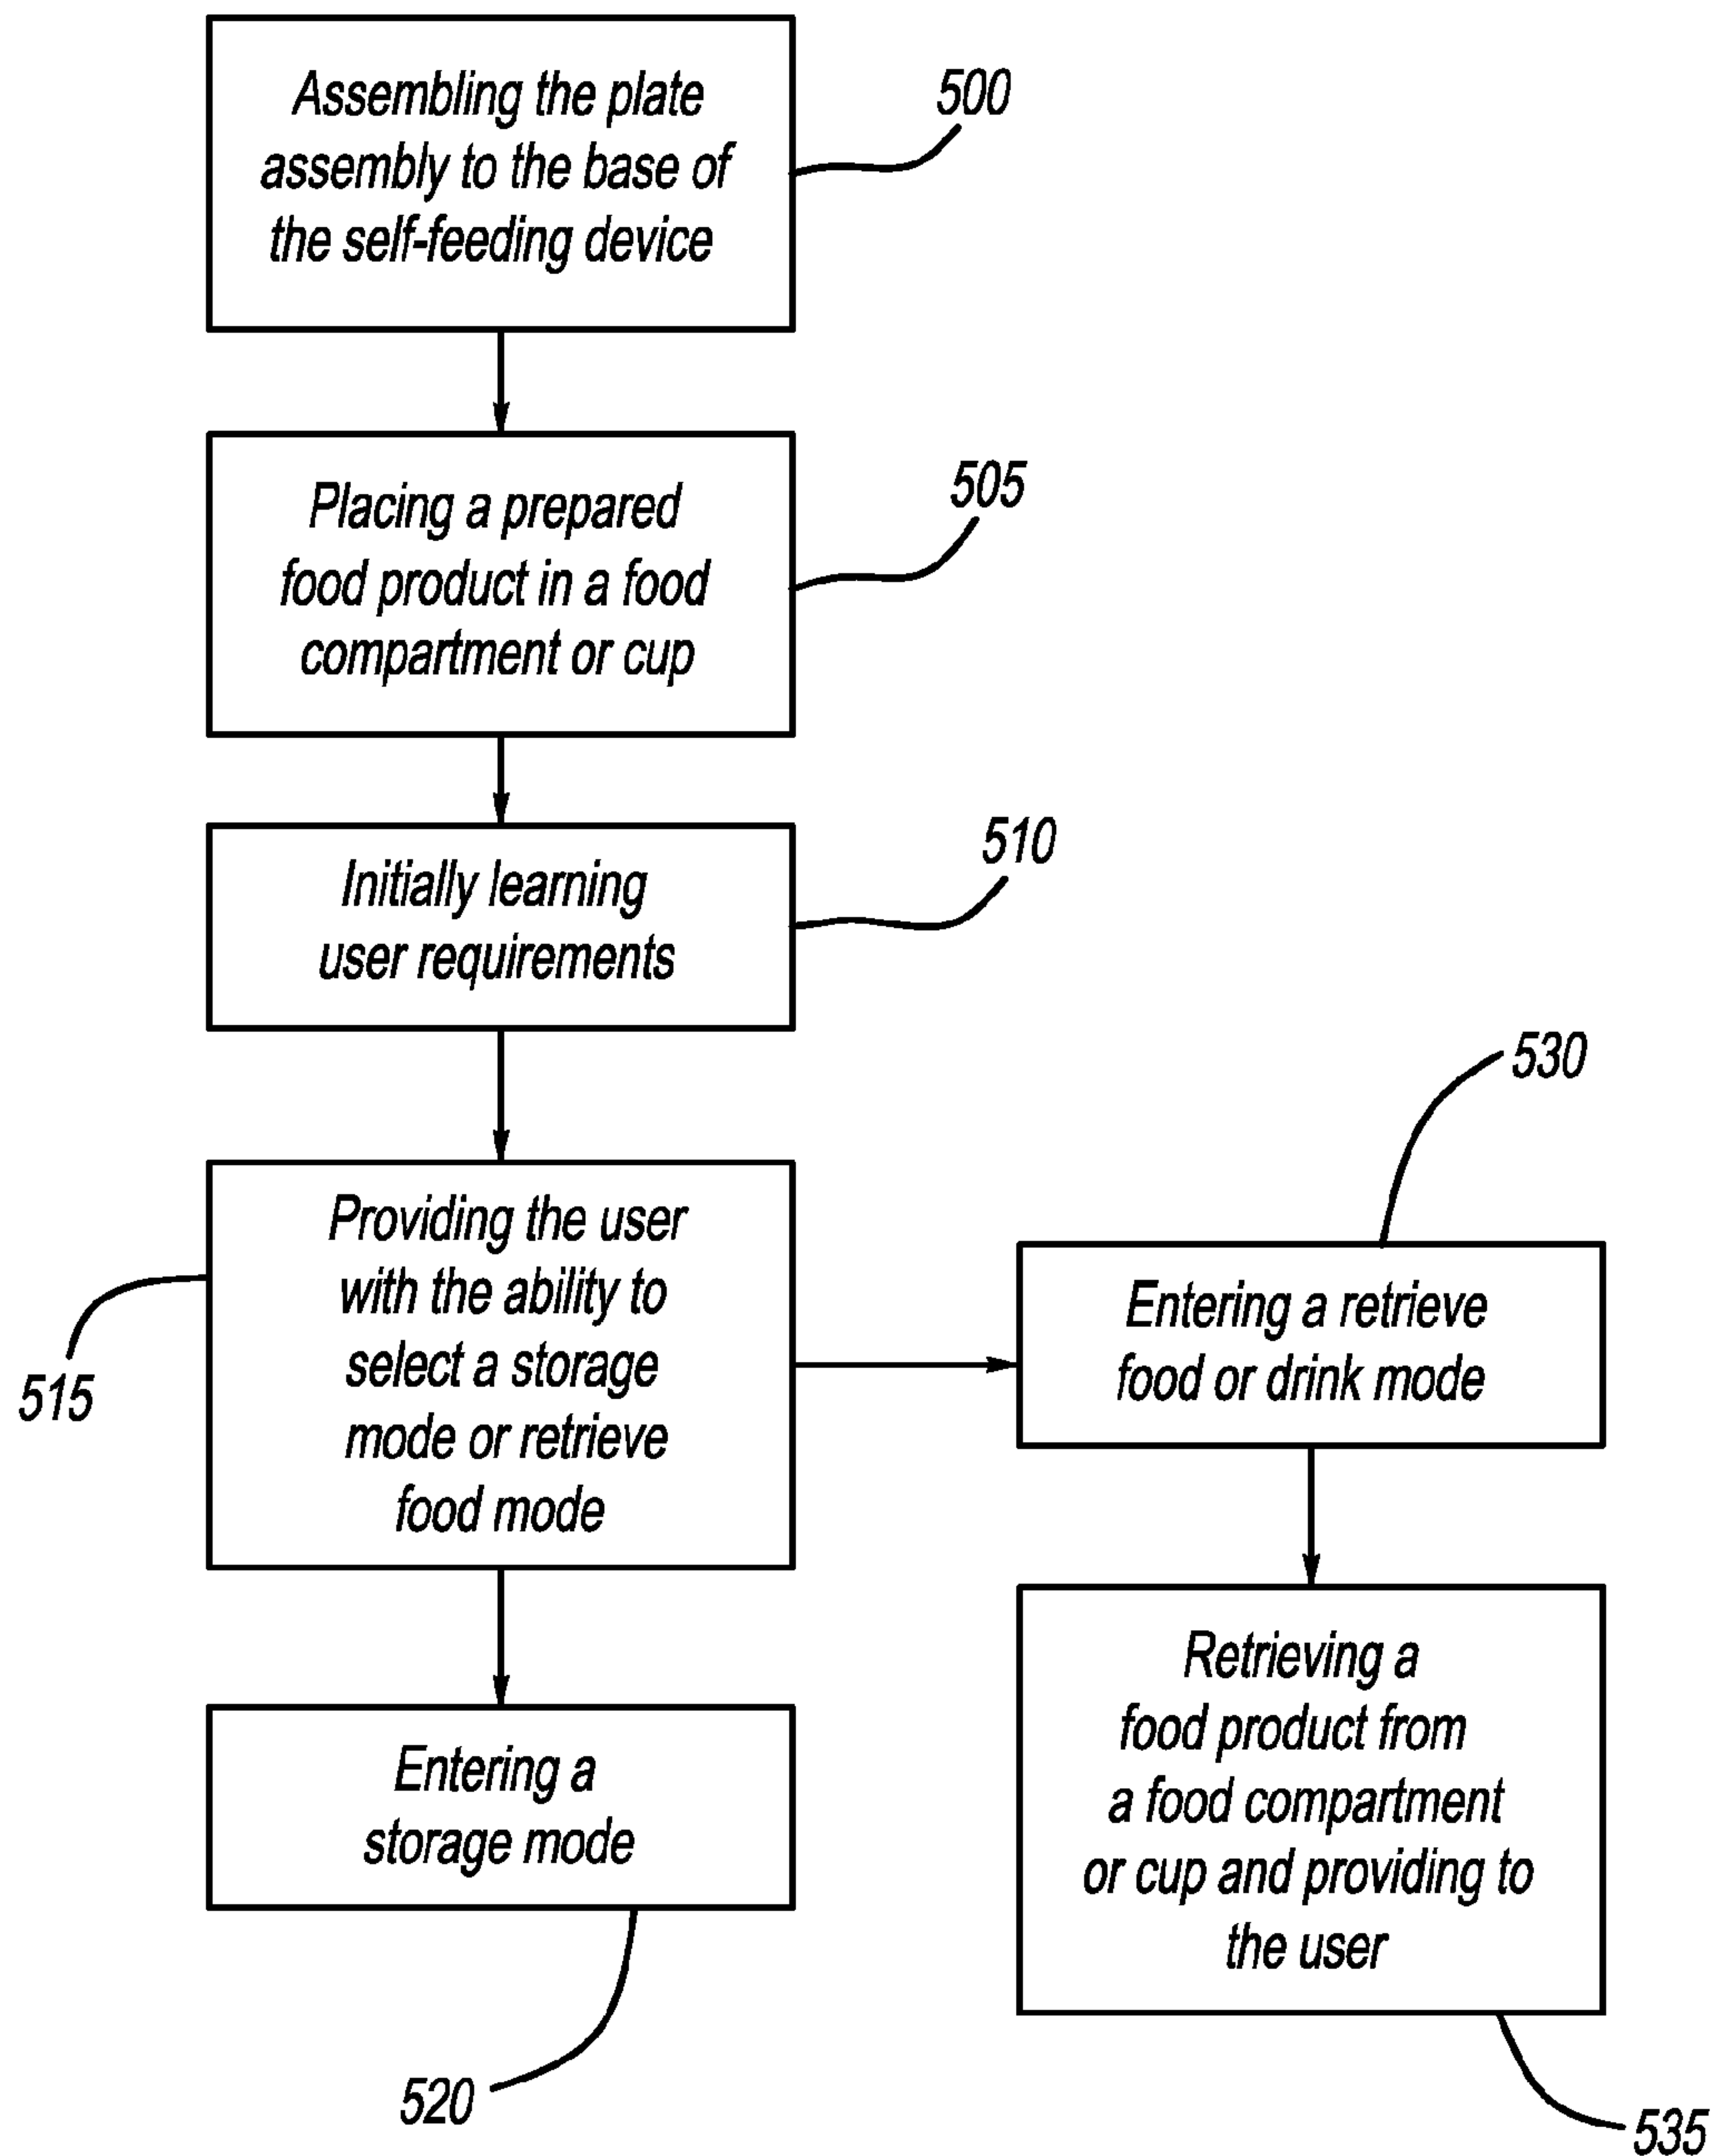 Assembling the plate
assembly to the base of
the self-feeding device
500
Placing a prepared
food product in a food
compartment or cup
505
Initially learning
user requirements
510
Providing the user
with the ability to
select a storage
mode or retrieve
food mode
515
Entering a retrieve
food or drink mode
530
Entering a
storage mode
520
Retrieving a
food product from
a food compartment
or cup and providing to
the user
535